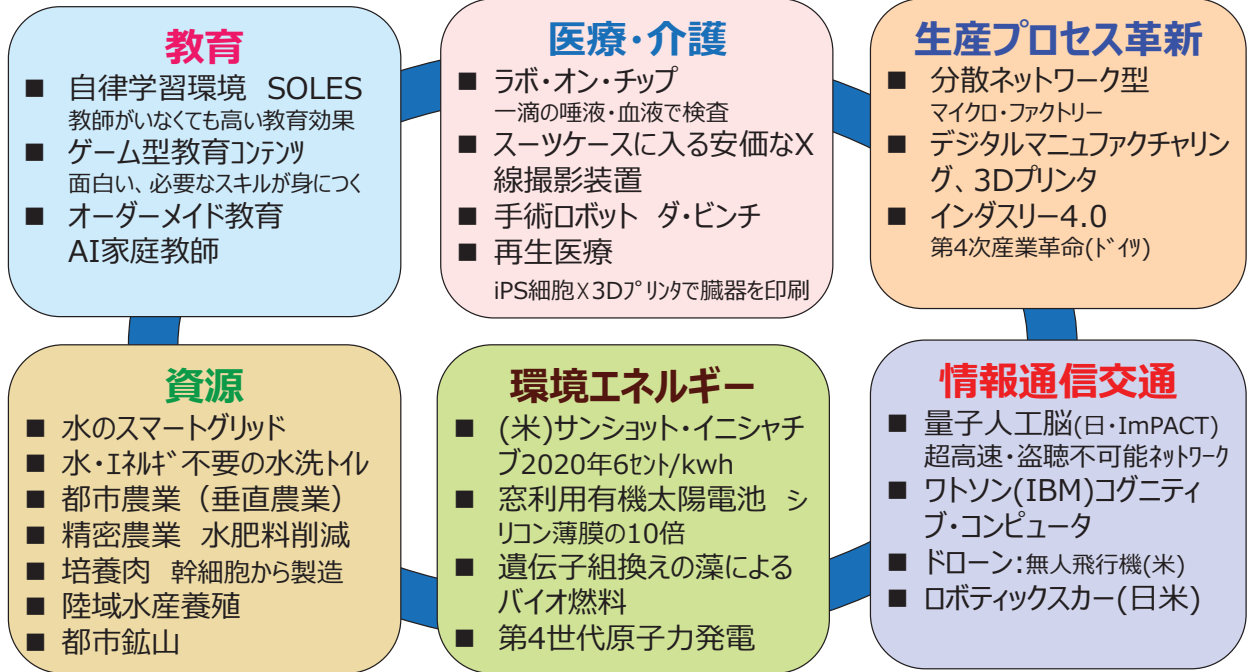 教育
■ 自律学習環境 SOLES
教師がいなくても高い教育効果
■ ゲーム型教育ｺﾝﾃﾝﾂ
面白い、必要なスキルが身につく
■ オーダーメイド教育
AI家庭教師
医療・介護
■ ラボ・オン・チップ
一滴の唾液・血液で検査
■ スーツケースに入る安価なX
線撮影装置
■ 手術ロボット ダ・ビンチ
■ 再生医療
iPS細胞X3Dﾌﾟﾘﾝﾀで臓器を印刷
生産プロセス革新
■ 分散ネットワーク型
マイクロ・ファクトリー
■ デジタルマニュファクチャリン
グ、3Dプリンタ
■ インダスリー4.0
第4次産業革命(ﾄﾞｲﾂ)
資源
■ 水のスマートグリッド
■ 水・ｴﾈﾙｷﾞ不要の水洗ﾄｲﾚ
■ 都市農業（垂直農業）
■ 精密農業 水肥料削減
■ 培養肉 幹細胞から製造
■ 陸域水産養殖
■ 都市鉱山
環境エネルギー
■ (米)サンショット・イニシャチ
ブ2020年6ｾﾝﾄ/kwh
■ 窓利用有機太陽電池 シ
リコン薄膜の10倍
■ 遺伝子組換えの藻による
バイオ燃料
■ 第4世代原子力発電
情報通信交通
■ 量子人工脳(日・ImPACT)
超高速・盗聴不可能ﾈｯﾄﾜｰｸ
■ ワトソン(IBM)コグニティ
ブ・コンピュータ
■ ドローン:無人飛行機(米)
■ ロボティックスカー(日米)